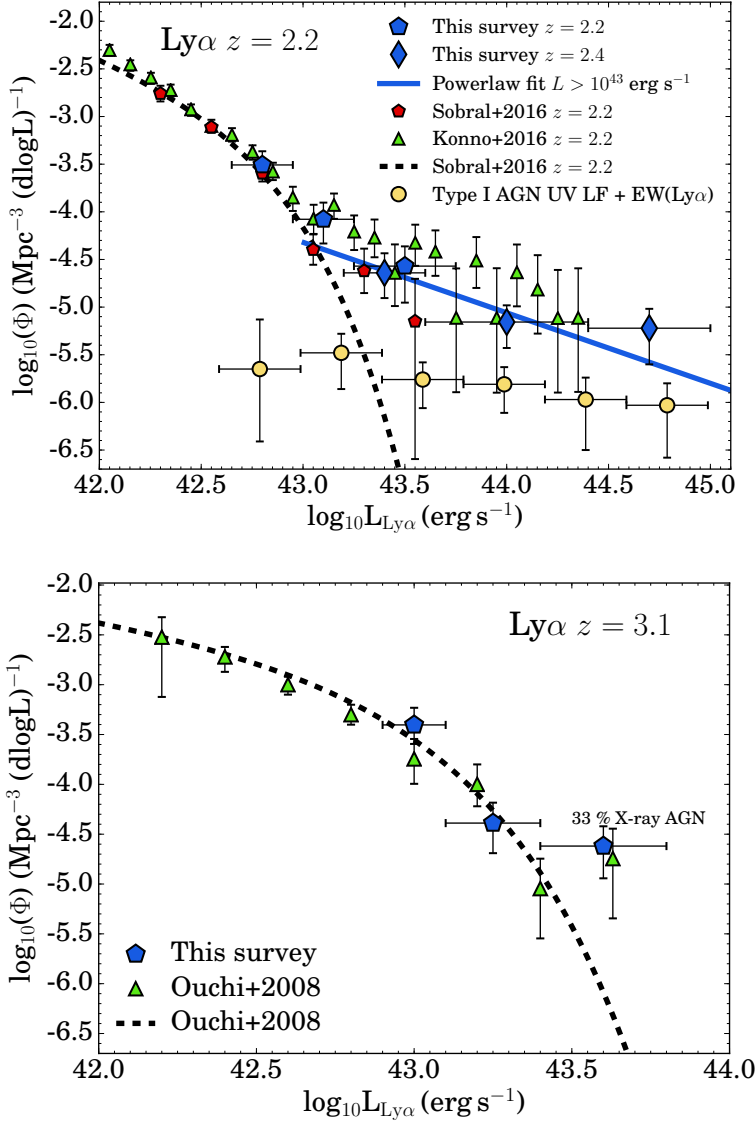 Lyα z = 2.2
This survey z = 2.2
This survey z = 2.4
Powerlaw fit L > 10⁴³ erg s⁻¹
Sobral+2016 z = 2.2
Konno+2016 z = 2.2
Sobral+2016 z = 2.2
Type I AGN UV LF + EW(Lyα)
log₁₀(Φ) (Mpc⁻³ (dlogL)⁻¹)
-2.0
-2.5
-3.0
-3.5
-4.0
-4.5
-5.0
-5.5
-6.0
-6.5
42.0 42.5 43.0 43.5 44.0 44.5 45.0
log₁₀L_Lyα (erg s⁻¹)
Lyα z = 3.1
33 % X-ray AGN
This survey
Ouchi+2008
Ouchi+2008
log₁₀(Φ) (Mpc⁻³ (dlogL)⁻¹)
-2.0
-2.5
-3.0
-3.5
-4.0
-4.5
-5.0
-5.5
-6.0
-6.5
42.0 42.5 43.0 43.5 44.0
log₁₀L_Lyα (erg s⁻¹)